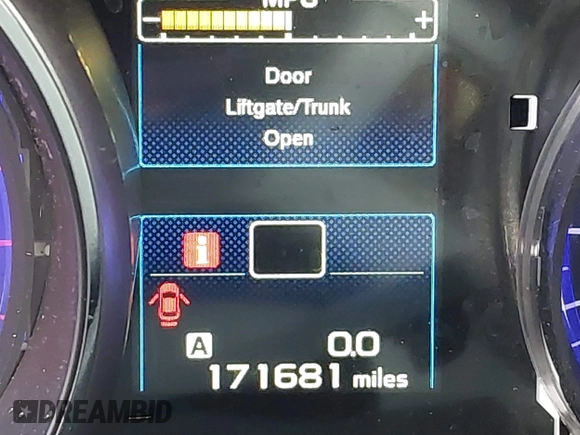 MPG
− +
Door
Liftgate/Trunk
Open
i
A 0.0
171681 miles
DREAMBID